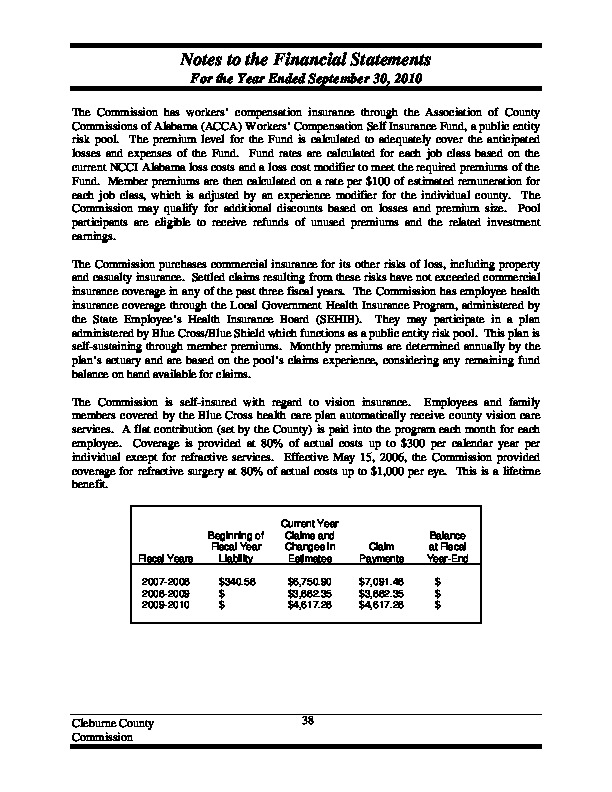 Notes to the Financial Statements
For the Year Ended September 30, 2010
The Commission has workers' compensation insurance through the Association of County
Commissions of Alabama (ACCA) Workers' Compensation Self Insurance Fund, a public entity
risk pool. The premium level for the Fund is calculated to adequately cover the anticipated
losses and expenses of the Fund. Fund rates are calculated for each job class based on the
current NCCI Alabama loss costs and a loss cost modifier to meet the required premiums of the
Fund. Member premiums are then calculated on a rate per $100 of estimated remuneration for
each job class, which is adjusted by an experience modifier for the individual county. The
Commission may qualify for additional discounts based on losses and premium size. Pool
participants are eligible to receive refunds of unused premiums and the related investment
earnings.
The Commission purchases commercial insurance for its other risks of loss, including property
and casualty insurance. Settled claims resulting from these risks have not exceeded commercial
insurance coverage in any of the past three fiscal years. The Commission has employee health
insurance coverage through the Local Government Health Insurance Program, administered by
the State Employee's Health Insurance Board (SEHIB). They may participate in a plan
administered by Blue Cross/Blue Shield which functions as a public entity risk pool. This plan is
self-sustaining through member premiums. Monthly premiums are determined annually by the
plan's actuary and are based on the pool's claims experience, considering any remaining fund
balance on hand available for claims.
The Commission is self-insured with regard to vision insurance. Employees and family
members covered by the Blue Cross health care plan automatically receive county vision care
services. A flat contribution (set by the County) is paid into the program each month for each
employee. Coverage is provided at 80% of actual costs up to $300 per calendar year per
individual except for refractive services. Effective May 15, 2006, the Commission provided
coverage for refractive surgery at 80% of actual costs up to $1,000 per eye. This is a lifetime
benefit.
Current Year
Beginning of Claims and Balance
Fiscal Year Changes in Claim at Fiscal
Fiscal Years Liability Estimates Payments Year-End
2007-2008 $340.56 $6,750.90 $7,091.46 $
2008-2009 $ $3,662.35 $3,662.35 $
2009-2010 $ $4,617.26 $4,617.26 $
Cleburne County 38
Commission